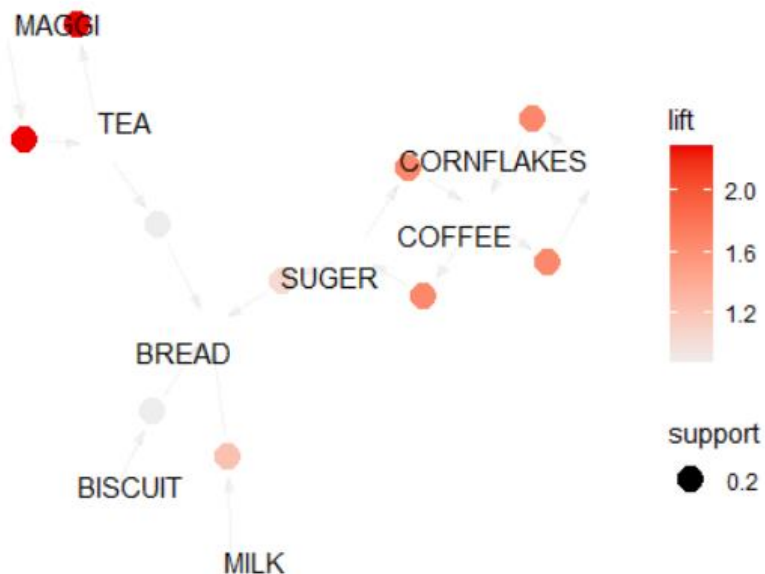 MAGGI
TEA
CORNFLAKES
COFFEE
SUGER
BREAD
BISCUIT
MILK
lift
2.0
1.6
1.2
support
0.2